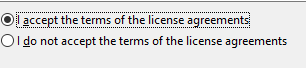 I accept the terms of the license agreements
I do not accept the terms of the license agreements